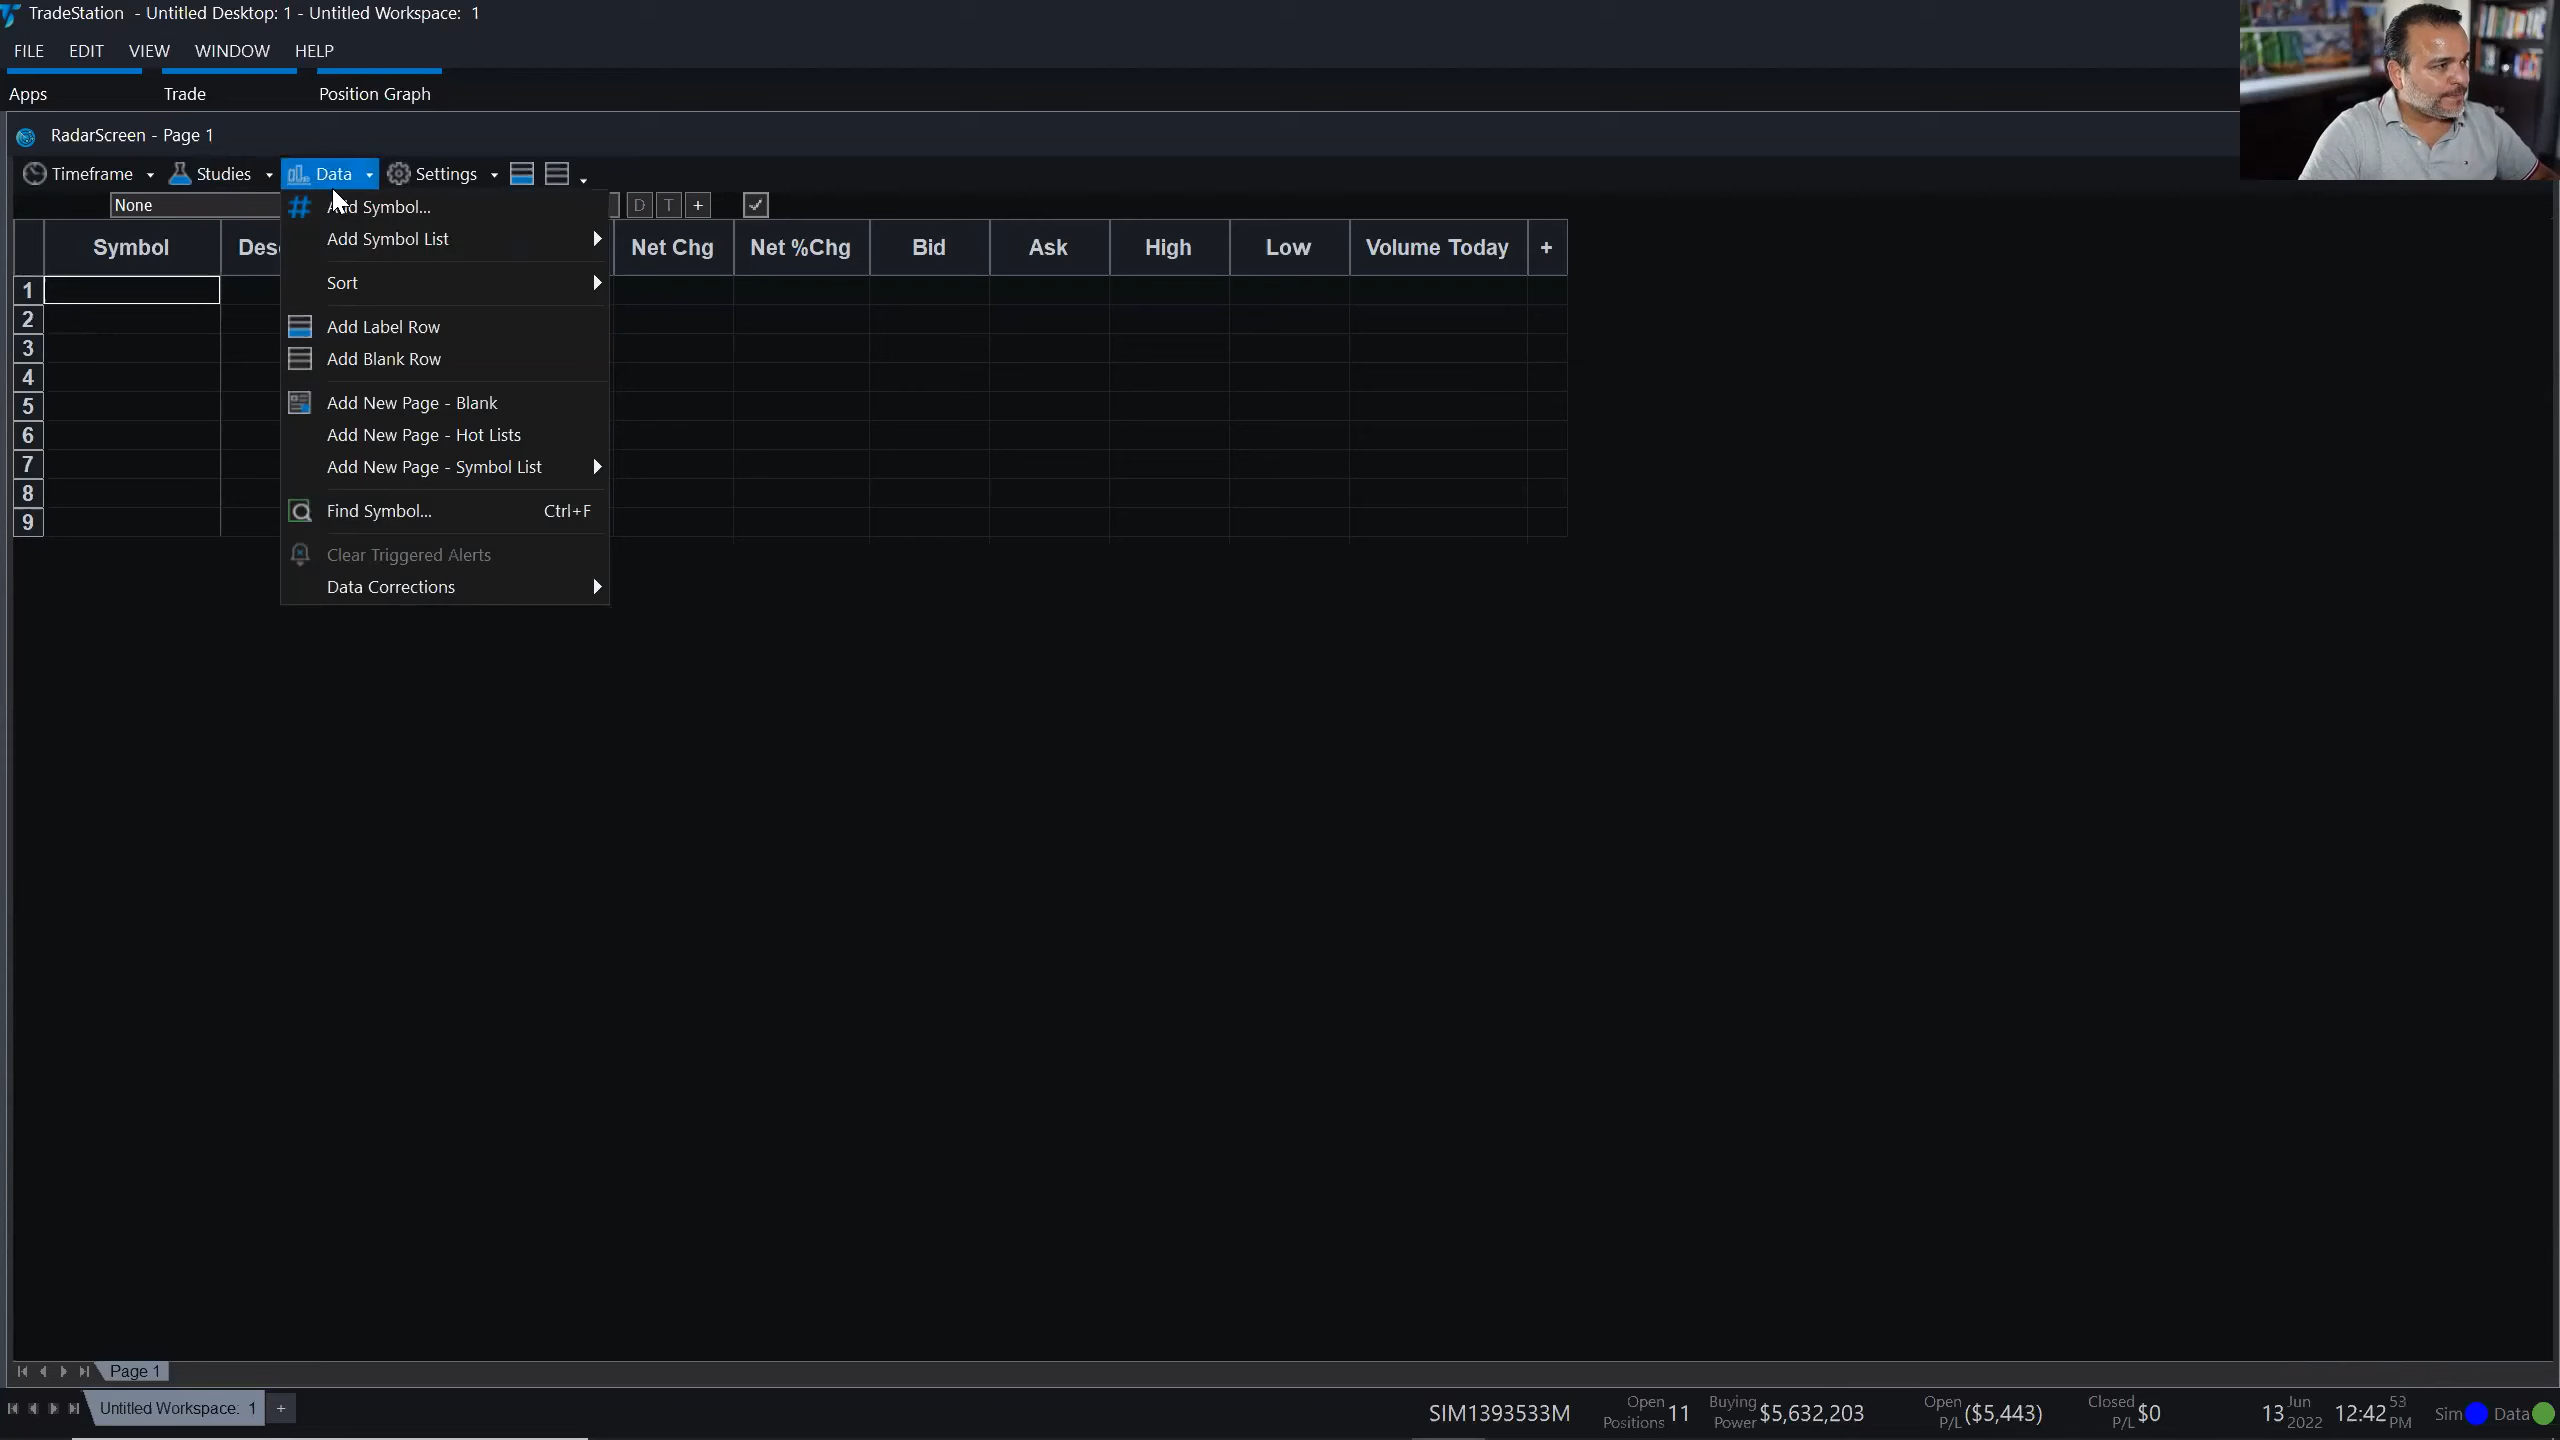 TradeStation - Untitled Desktop: 1 - Untitled Workspace: 1
FILE EDIT VIEW WINDOW HELP
Apps Trade Position Graph
RadarScreen - Page 1
Timeframe Studies Data Settings
None D T +
Symbol Net Chg Net %Chg Bid Ask High Low Volume Today +
Symbol...
Add Symbol List
Sort
Add Label Row
Add Blank Row
Add New Page - Blank
Add New Page - Hot Lists
Add New Page - Symbol List
Find Symbol... Ctrl+F
Clear Triggered Alerts
Data Corrections
1
2
3
4
5
6
7
8
9
Page 1
Untitled Workspace: 1 +
SIM1393533M Open Positions 11 Buying Power $5,632,203 Open P/L ($5,443) Closed P/L $0 13 Jun 2022 12:42 53 PM Sim Data